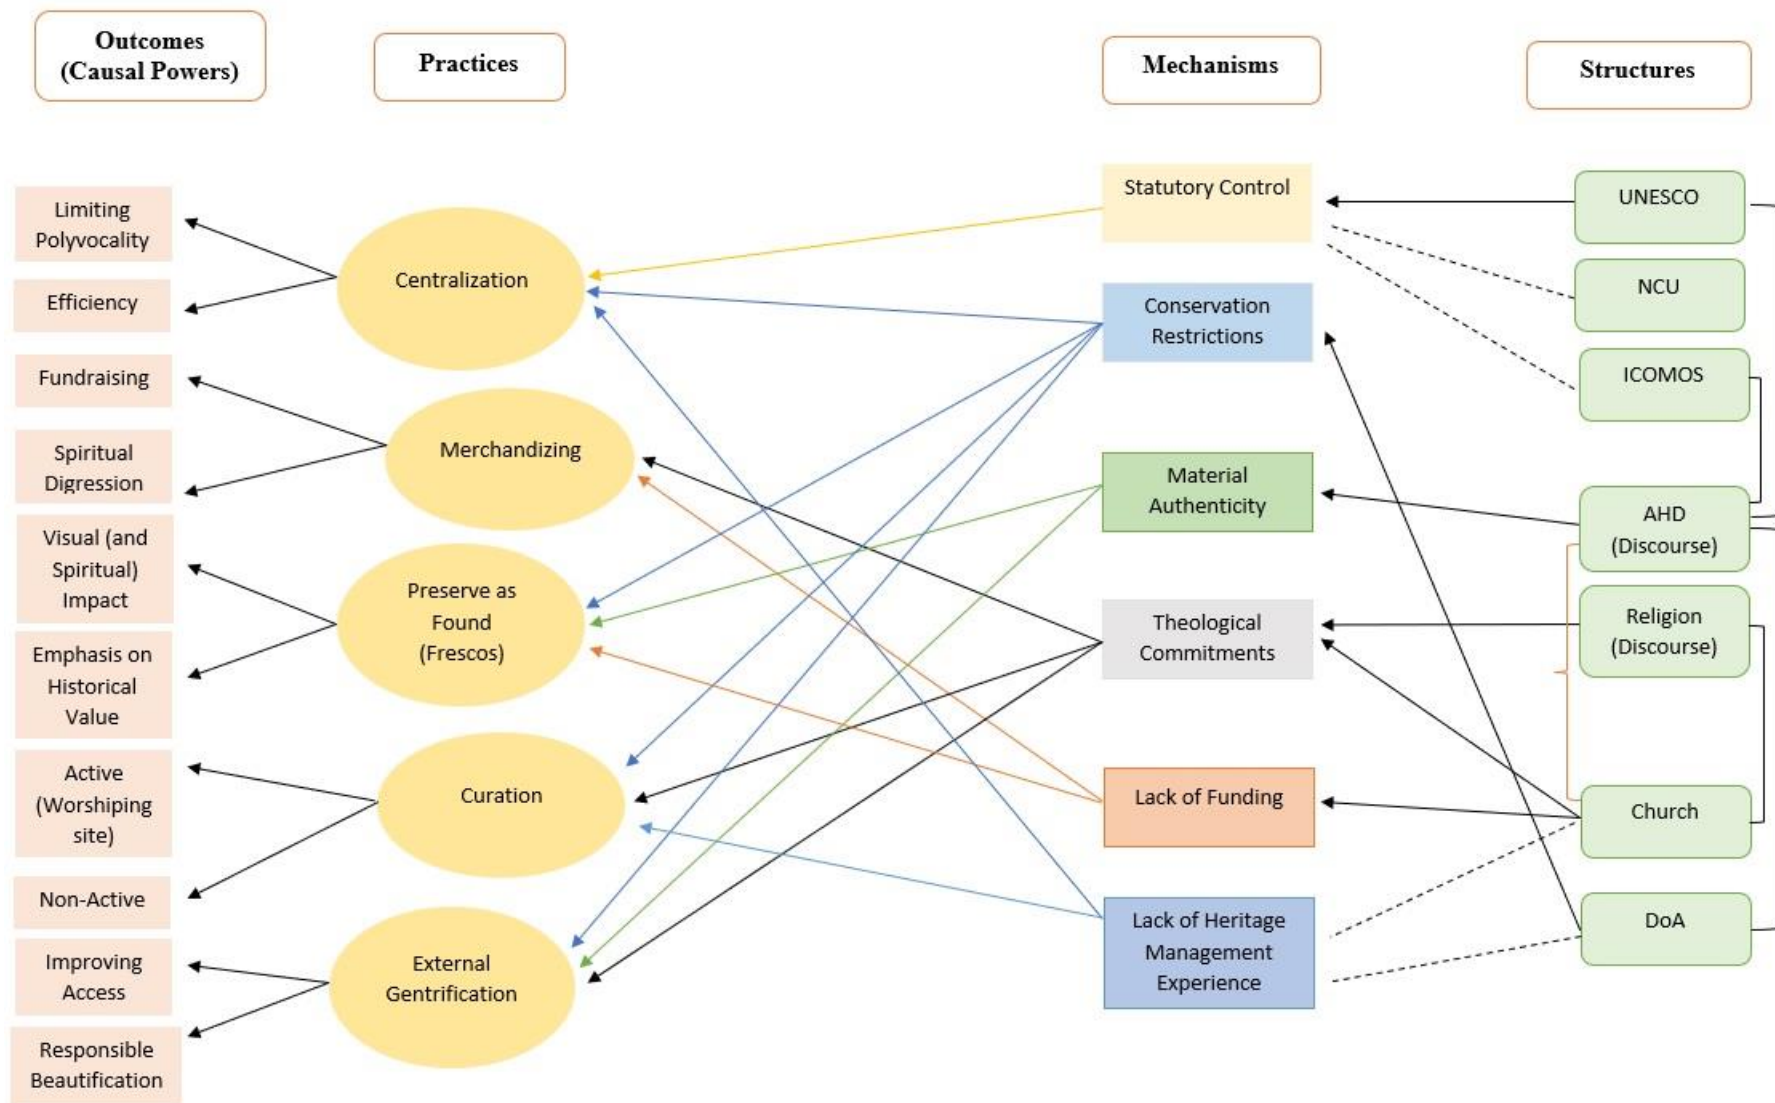 Outcomes
(Causal Powers)
Practices
Mechanisms
Structures
Limiting
Polyvocality
Efficiency
Fundraising
Spiritual
Digression
Visual (and
Spiritual)
Impact
Emphasis on
Historical
Value
Active
(Worshiping
site)
Non-Active
Improving
Access
Responsible
Beautification
Centralization
Merchandizing
Preserve as
Found
(Frescos)
Curation
External
Gentrification
Statutory Control
Conservation
Restrictions
Material
Authenticity
Theological
Commitments
Lack of Funding
Lack of Heritage
Management
Experience
UNESCO
NCU
ICOMOS
AHD
(Discourse)
Religion
(Discourse)
Church
DoA